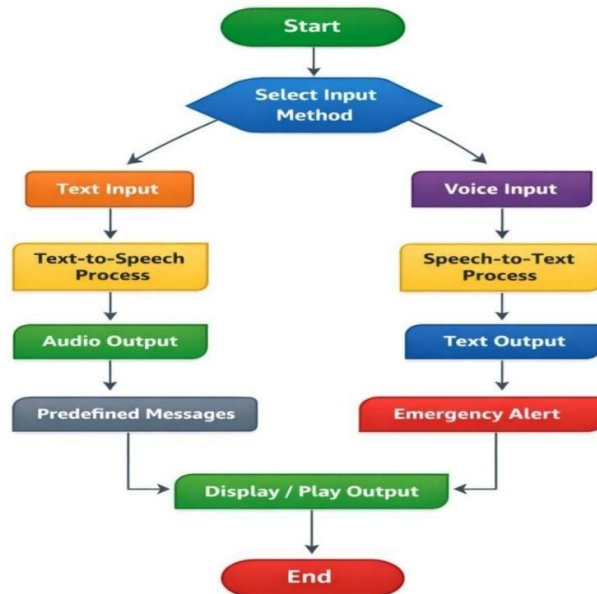 Start
Select Input
Method
Text Input
Voice Input
Text-to-Speech
Process
Speech-to-Text
Process
Audio Output
Text Output
Predefined Messages
Emergency Alert
Display / Play Output
End